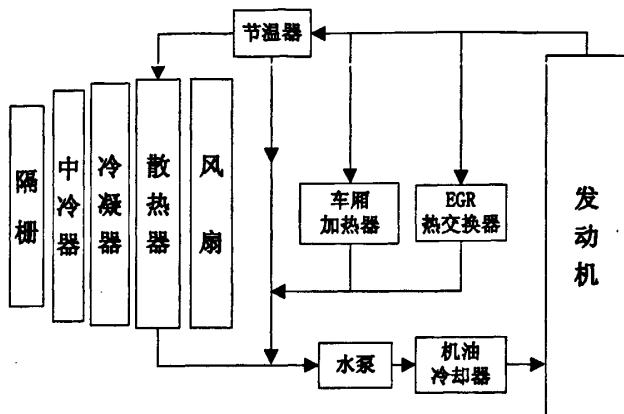 节温器
隔栅
中冷器
冷凝器
散热器
风扇
车厢
加热器
EGR
热交换器
发动机
水泵
机油
冷却器